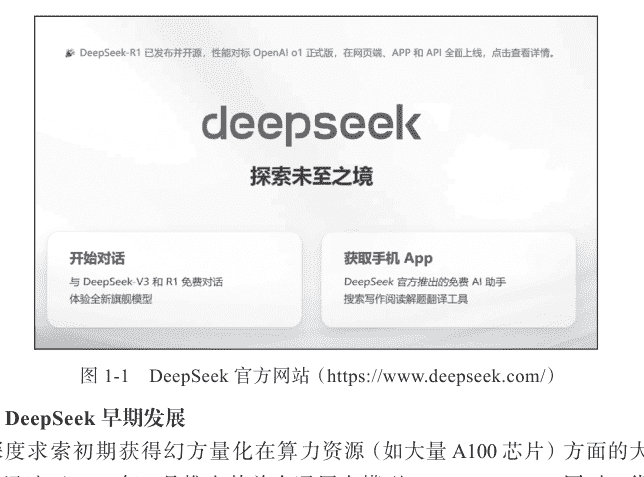 🎉 DeepSeek-R1 已发布并开源，性能对标 OpenAI o1 正式版，在网页端、APP 和 API 全面上线，点击查看详情。
deepseek
探索未至之境
开始对话
与 DeepSeek-V3 和 R1 免费对话
体验全新旗舰模型
获取手机 App
DeepSeek 官方推出的免费 AI 助手
搜索写作阅读解题翻译工具
图 1-1 DeepSeek 官方网站（https://www.deepseek.com/）
DeepSeek 早期发展
度求索初期获得幻方量化在算力资源（如大量 A100 芯片）方面的大